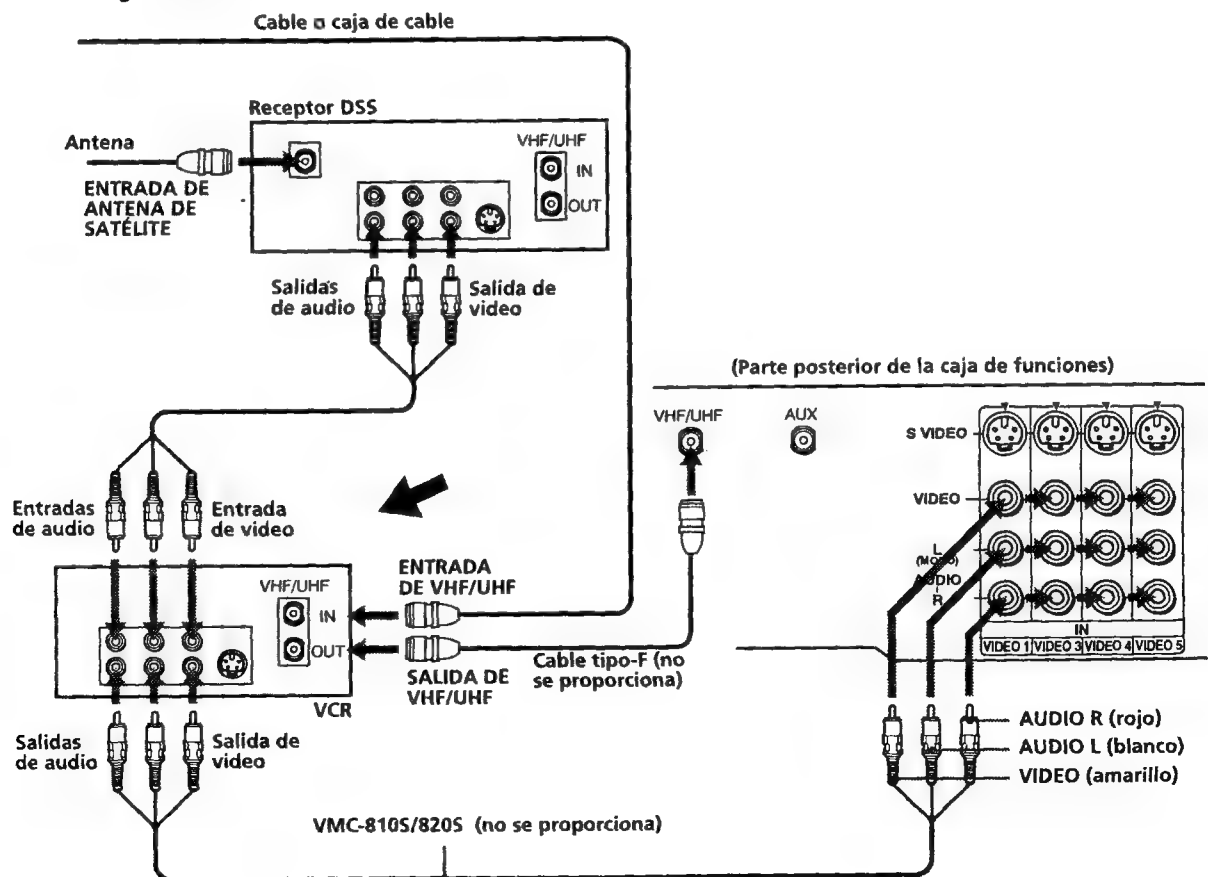 Cable o caja de cable
Receptor DSS
Antena
ENTRADA DE
ANTENA DE
SATÉLITE
VHF/UHF
IN
OUT
Salidas
de audio
Salida de
video
(Parte posterior de la caja de funciones)
VHF/UHF
AUX
S VIDEO
VIDEO
L
(MONO)
AUDIO
R
IN
VIDEO 1
VIDEO 3
VIDEO 4
VIDEO 5
Entradas
de audio
Entrada
de video
VHF/UHF
IN
OUT
ENTRADA
DE VHF/UHF
SALIDA DE
VHF/UHF
Cable tipo-F (no
se proporciona)
VCR
Salidas
de audio
Salida de
video
AUDIO R (rojo)
AUDIO L (blanco)
VIDEO (amarillo)
VMC-810S/820S (no se proporciona)